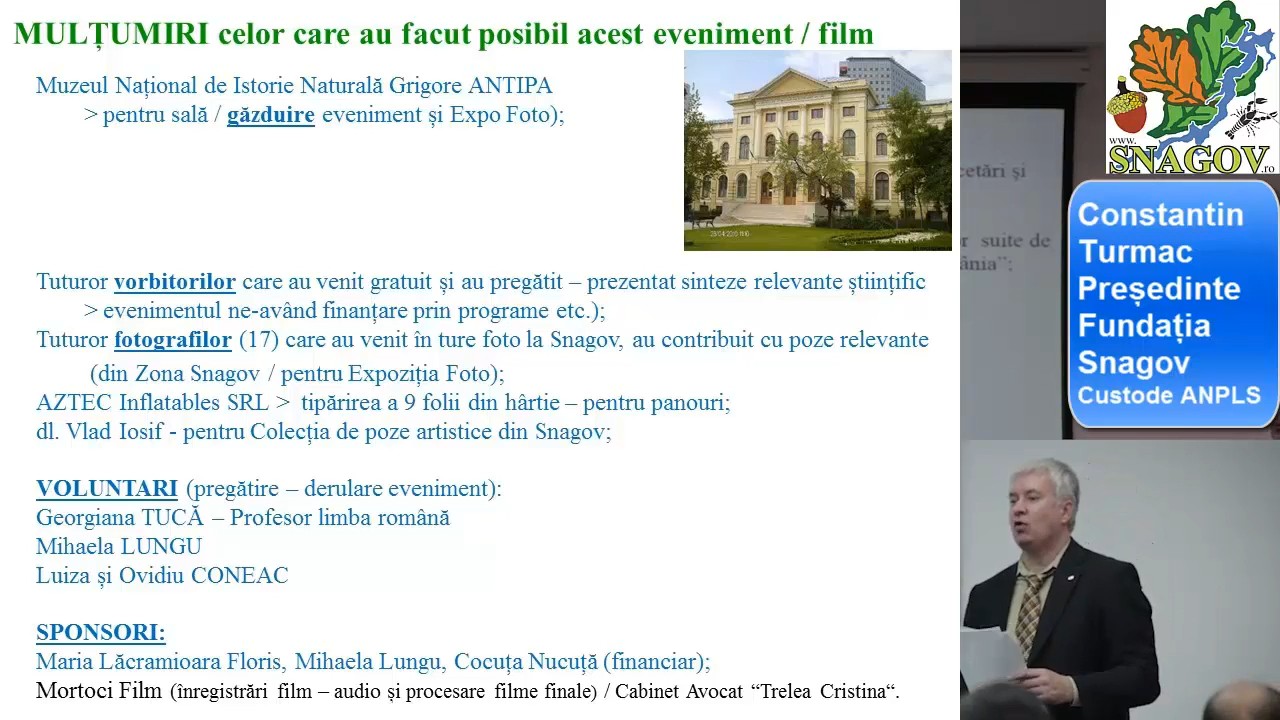 MULȚUMIRI celor care au facut posibil acest eveniment / film
Muzeul Național de Istorie Naturală Grigore ANTIPA
> pentru sală / găzduire eveniment și Expo Foto);
Tuturor vorbitorilor care au venit gratuit și au pregătit – prezentat sinteze relevante științific
> evenimentul ne-având finanțare prin programe etc.);
Tuturor fotografilor (17) care au venit în ture foto la Snagov, au contribuit cu poze relevante
(din Zona Snagov / pentru Expoziția Foto);
AZTEC Inflatables SRL > tipărirea a 9 folii din hârtie – pentru panouri;
dl. Vlad Iosif - pentru Colecția de poze artistice din Snagov;
VOLUNTARI (pregătire – derulare eveniment):
Georgiana TUCĂ – Profesor limba română
Mihaela LUNGU
Luiza și Ovidiu CONEAC
SPONSORI:
Maria Lăcramioara Floris, Mihaela Lungu, Cocuța Nucuță (financiar);
Mortoci Film (înregistrări film – audio și procesare filme finale) / Cabinet Avocat “Trelea Cristina“.
www.
SNAGOV.ro
cetări şi
suite de
ânia”;
Constantin
Turmac
Președinte
Fundația
Snagov
Custode ANPLS